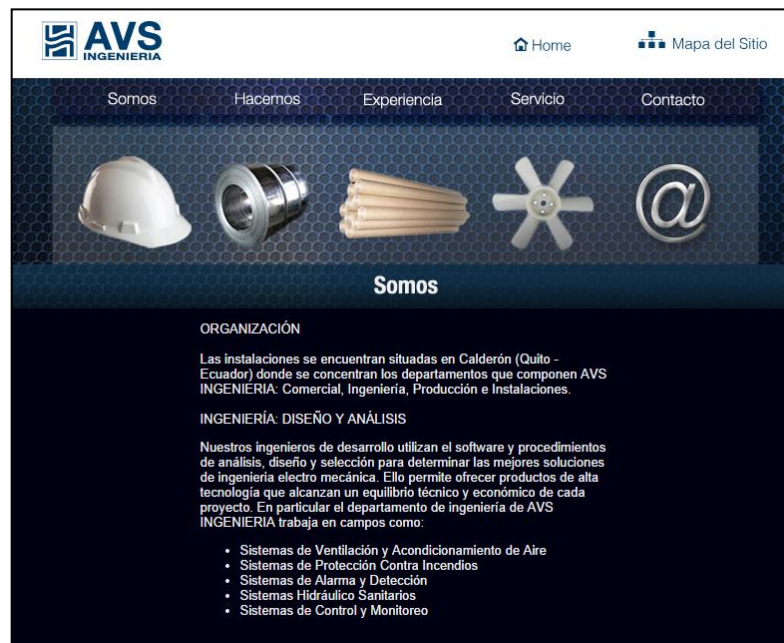 AVS
INGENIERIA
Home
Mapa del Sitio
Somos
Hacemos
Experiencia
Servicio
Contacto
@
Somos
ORGANIZACIÓN
Las instalaciones se encuentran situadas en Calderón (Quito -
Ecuador) donde se concentran los departamentos que componen AVS
INGENIERIA: Comercial, Ingeniería, Producción e Instalaciones.
INGENIERÍA: DISEÑO Y ANÁLISIS
Nuestros ingenieros de desarrollo utilizan el software y procedimientos
de análisis, diseño y selección para determinar las mejores soluciones
de ingenieria electro mecánica. Ello permite ofrecer productos de alta
tecnología que alcanzan un equilibrio técnico y económico de cada
proyecto. En particular el departamento de ingeniería de AVS
INGENIERIA trabaja en campos como:
• Sistemas de Ventilación y Acondicionamiento de Aire
• Sistemas de Protección Contra Incendios
• Sistemas de Alarma y Detección
• Sistemas Hidráulico Sanitarios
• Sistemas de Control y Monitoreo